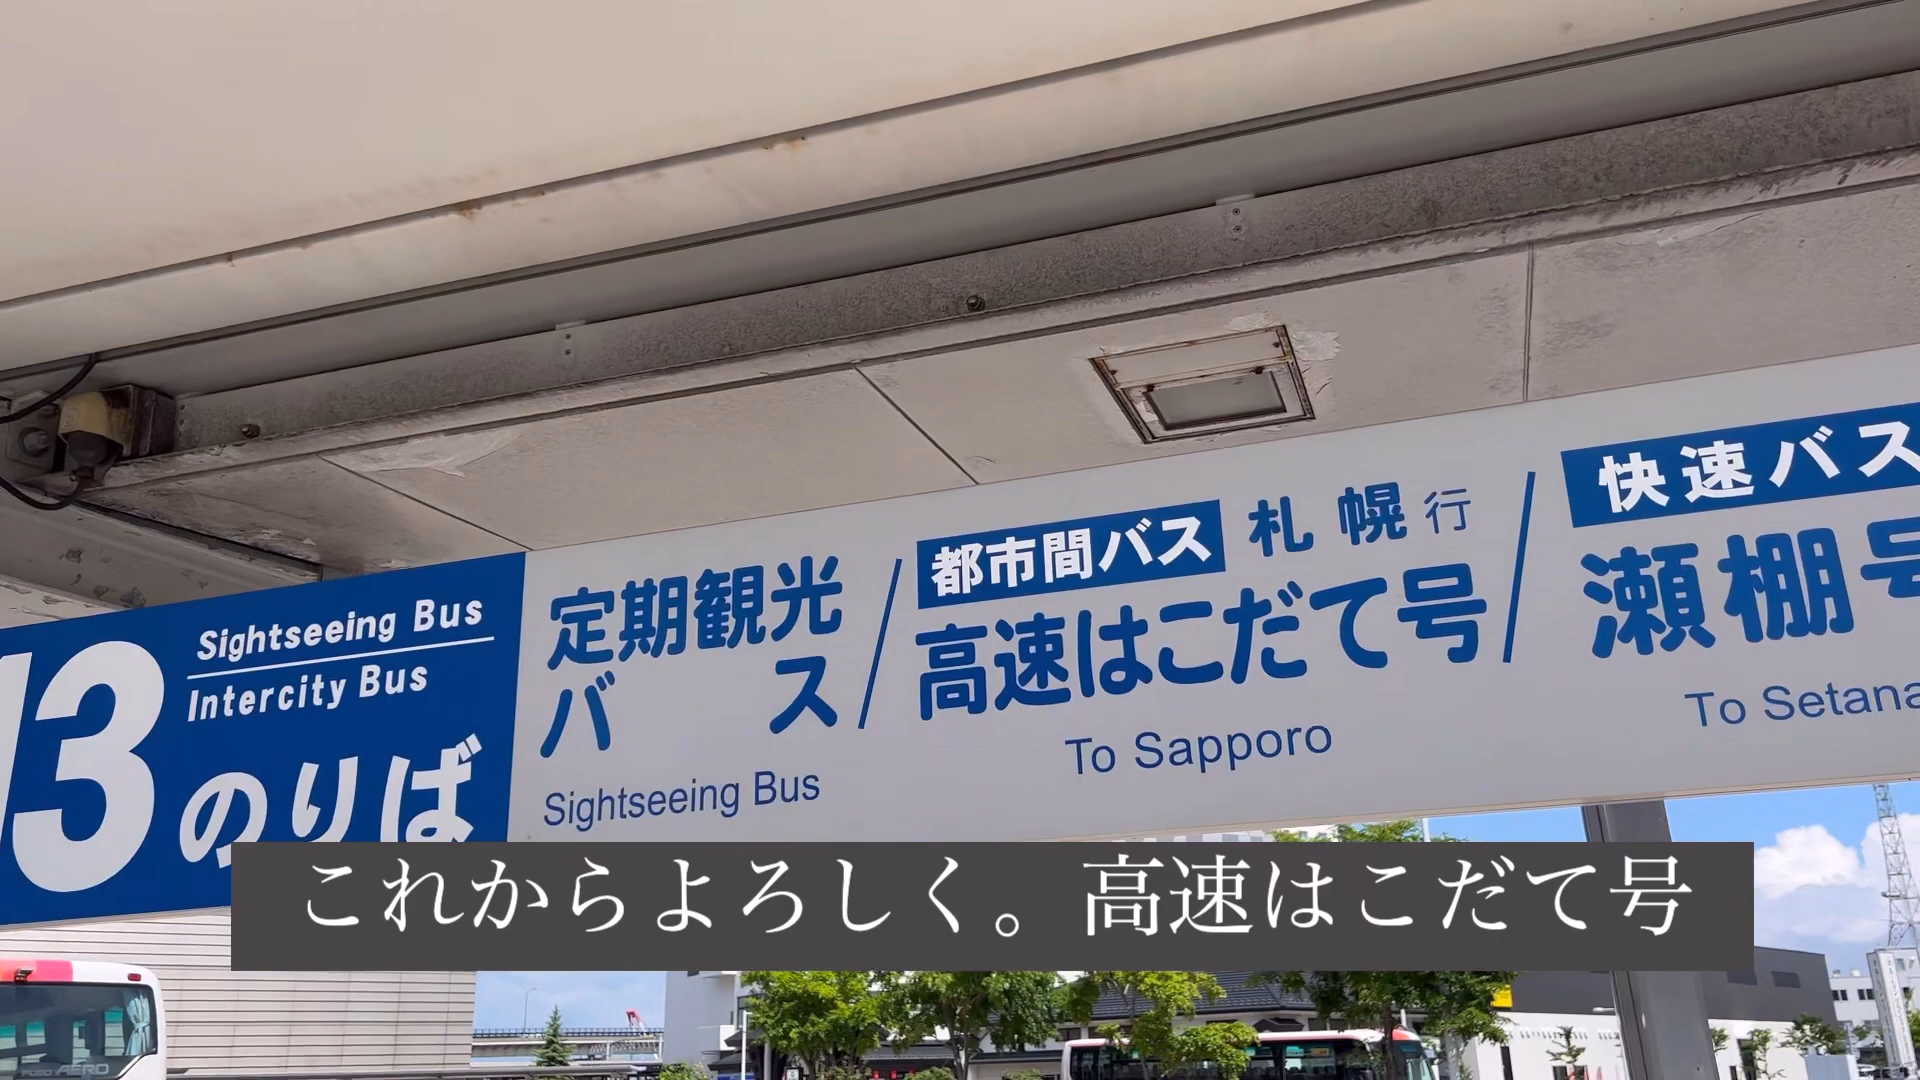 13
Sightseeing Bus
Intercity Bus
のりば
定期観光
バス
Sightseeing Bus
都市間バス 札幌行
高速はこだて号
To Sapporo
快速バス
瀬棚号
To Setana
これからよろしく。高速はこだて号
AERO